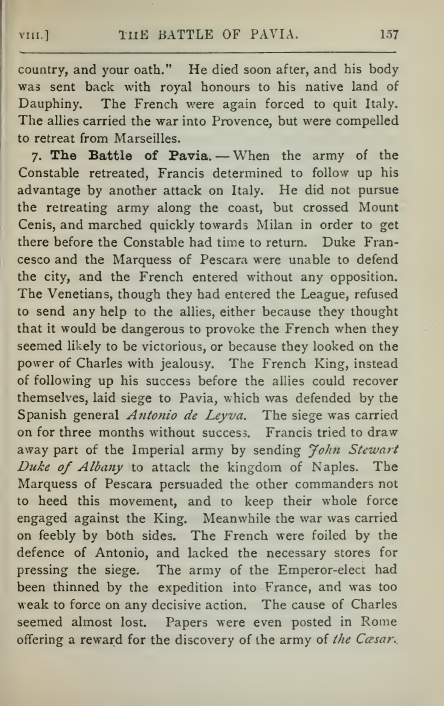 VIII.] THE BATTLE OF PAVIA. 157
country, and your oath." He died soon after, and his body
was sent back with royal honours to his native land of
Dauphiny. The French were again forced to quit Italy.
The allies carried the war into Provence, but were compelled
to retreat from Marseilles.
7. The Battle of Pavia. — When the army of the
Constable retreated, Francis determined to follow up his
advantage by another attack on Italy. He did not pursue
the retreating army along the coast, but crossed Mount
Cenis, and marched quickly towards Milan in order to get
there before the Constable had time to return. Duke Fran-
cesco and the Marquess of Pescara were unable to defend
the city, and the French entered without any opposition.
The Venetians, though they had entered the League, refused
to send any help to the allies, either because they thought
that it would be dangerous to provoke the French when they
seemed likely to be victorious, or because they looked on the
power of Charles with jealousy. The French King, instead
of following up his success before the allies could recover
themselves, laid siege to Pavia, which was defended by the
Spanish general Antonio de Leyva. The siege was carried
on for three months without success. Francis tried to draw
away part of the Imperial army by sending John Stewart
Duke of Albany to attack the kingdom of Naples. The
Marquess of Pescara persuaded the other commanders not
to heed this movement, and to keep their whole force
engaged against the King. Meanwhile the war was carried
on feebly by both sides. The French were foiled by the
defence of Antonio, and lacked the necessary stores for
pressing the siege. The army of the Emperor-elect had
been thinned by the expedition into France, and was too
weak to force on any decisive action. The cause of Charles
seemed almost lost. Papers were even posted in Rome
offering a reward for the discovery of the army of the Cæsar.